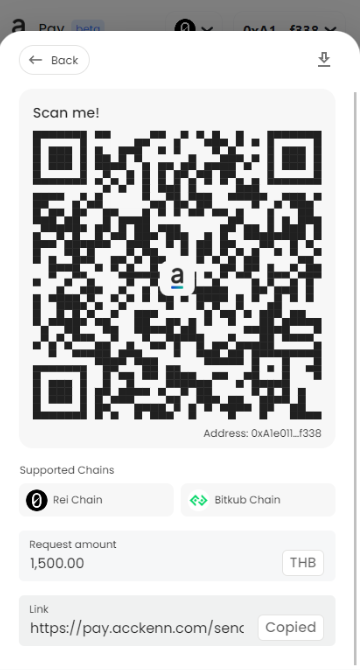 a Pay beta 0xA1...f338
Back
Scan me!
a
Address: 0xA1e011...f338
Supported Chains
Rei Chain Bitkub Chain
Request amount
1,500.00 THB
Link
https://pay.acckenn.com/send Copied